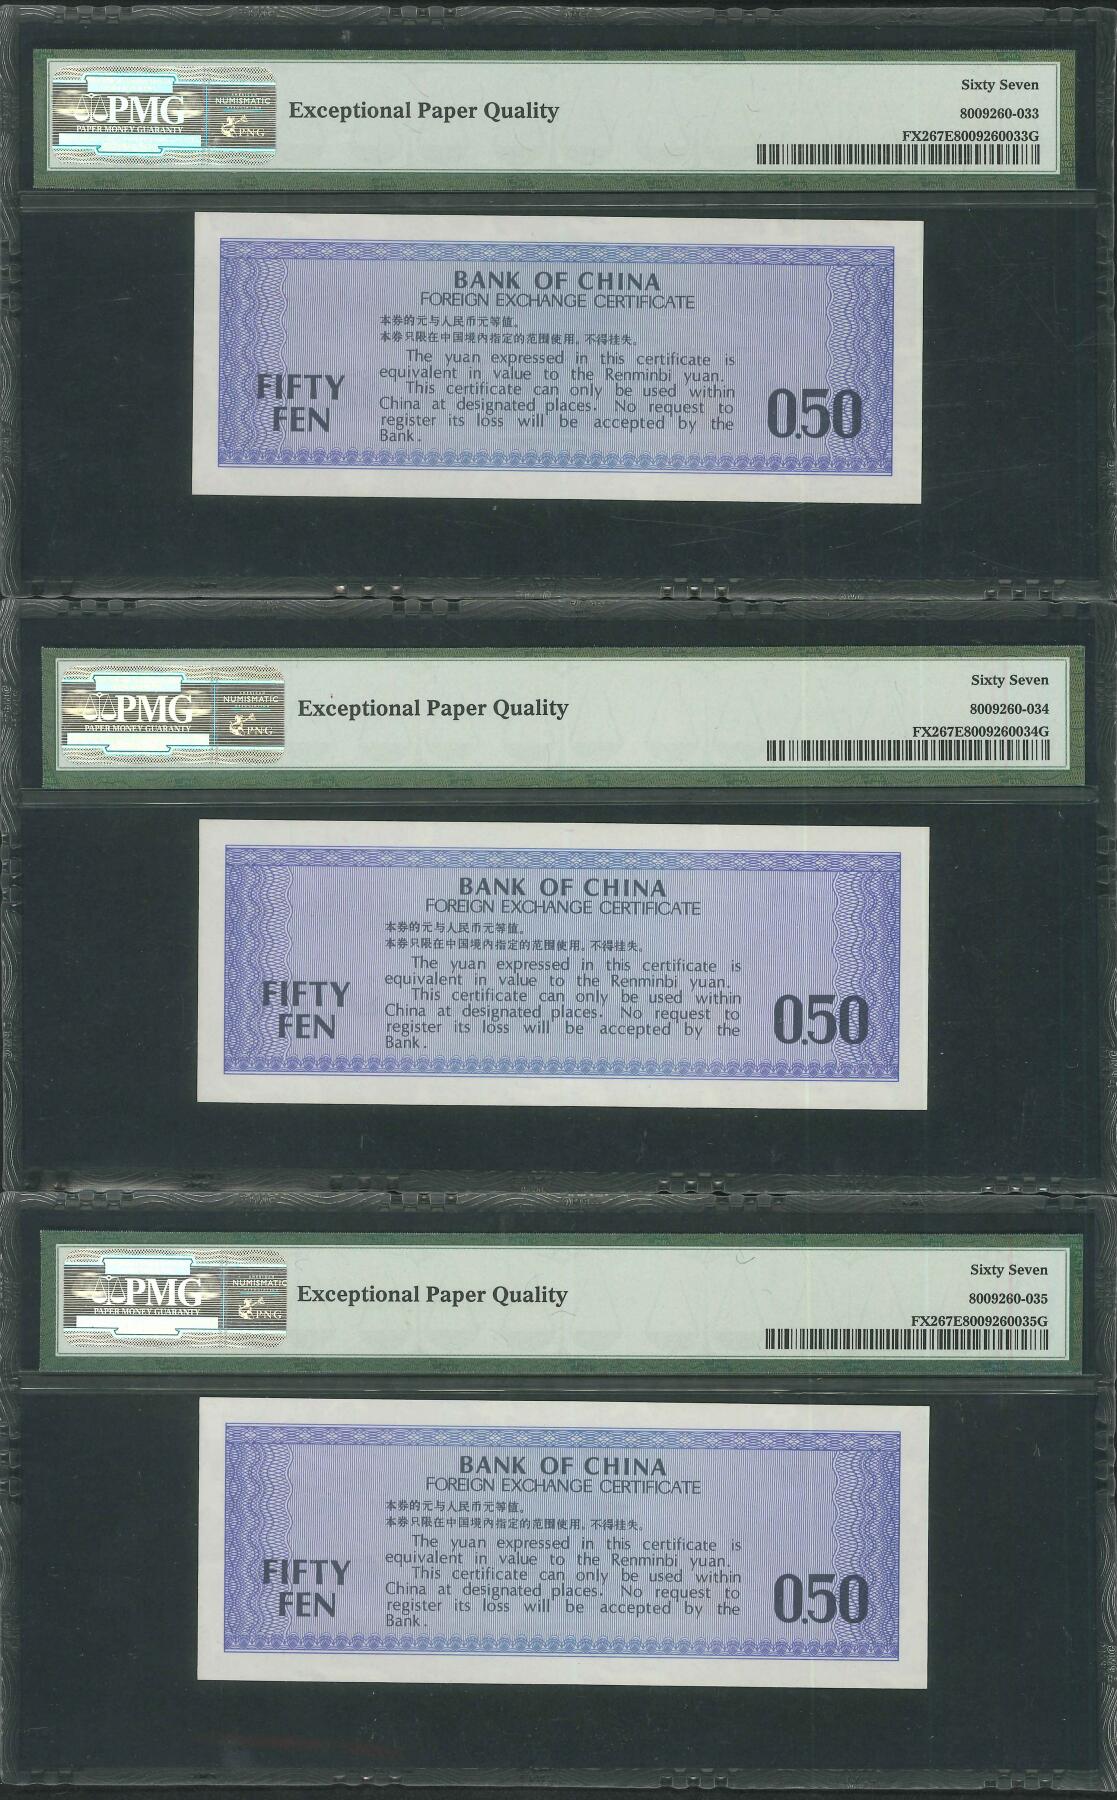 PMG
PAPER MONEY GUARANTY
NUMISMATIC
PNG
Exceptional Paper Quality
Sixty Seven
8009260-033
FX267E8009260033G
BANK OF CHINA
FOREIGN EXCHANGE CERTIFICATE
本券的元与人民币元等值。
本券只限在中国境内指定的范围使用，不得挂失。
The yuan expressed in this certificate is
equivalent in value to the Renminbi yuan.
This certificate can only be used within
China at designated places. No request to
register its loss will be accepted by the
Bank.
FIFTY
FEN
0.50
PMG
PAPER MONEY GUARANTY
NUMISMATIC
PNG
Exceptional Paper Quality
Sixty Seven
8009260-034
FX267E8009260034G
BANK OF CHINA
FOREIGN EXCHANGE CERTIFICATE
本券的元与人民币元等值。
本券只限在中国境内指定的范围使用，不得挂失。
The yuan expressed in this certificate is
equivalent in value to the Renminbi yuan.
This certificate can only be used within
China at designated places. No request to
register its loss will be accepted by the
Bank.
FIFTY
FEN
0.50
PMG
PAPER MONEY GUARANTY
NUMISMATIC
PNG
Exceptional Paper Quality
Sixty Seven
8009260-035
FX267E8009260035G
BANK OF CHINA
FOREIGN EXCHANGE CERTIFICATE
本券的元与人民币元等值。
本券只限在中国境内指定的范围使用，不得挂失。
The yuan expressed in this certificate is
equivalent in value to the Renminbi yuan.
This certificate can only be used within
China at designated places. No request to
register its loss will be accepted by the
Bank.
FIFTY
FEN
0.50